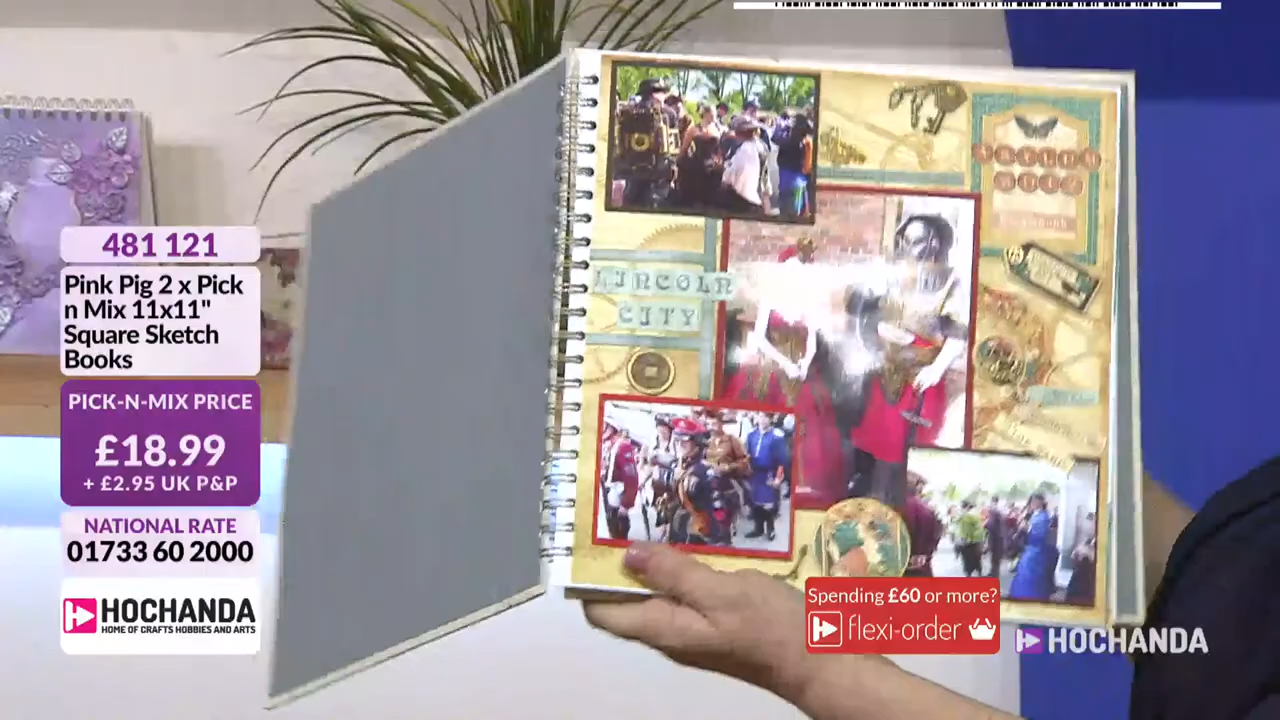 481 121
Pink Pig 2 x Pick
n Mix 11x11"
Square Sketch
Books
PICK-N-MIX PRICE
£18.99
+ £2.95 UK P&P
NATIONAL RATE
01733 60 2000
HOCHANDA
HOME OF CRAFTS HOBBIES AND ARTS
LINCOLN
CITY
Spending £60 or more?
flexi-order
HOCHANDA